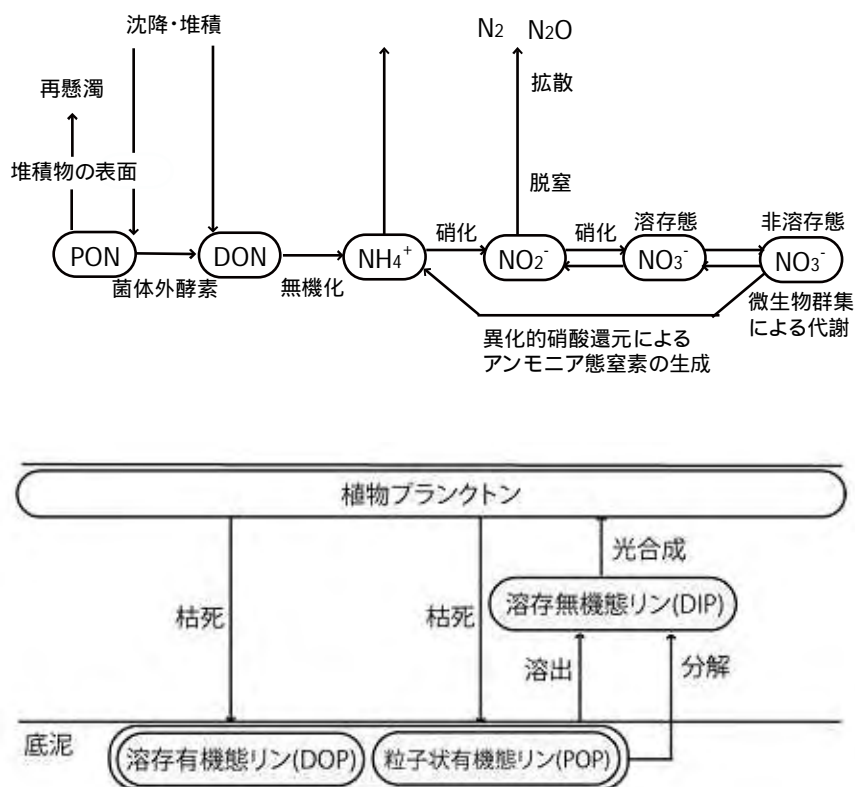 沈降・堆積
N2 N2O
再懸濁
拡散
堆積物の表面
脱窒
硝化
硝化
溶存態
非溶存態
PON
DON
NH4+
NO2-
NO3-
NO3-
菌体外酵素
無機化
微生物群集
による代謝
異化的硝酸還元による
アンモニア態窒素の生成
植物プランクトン
光合成
溶存無機態リン(DIP)
枯死
枯死
溶出
分解
底泥
溶存有機態リン(DOP)
粒子状有機態リン(POP)